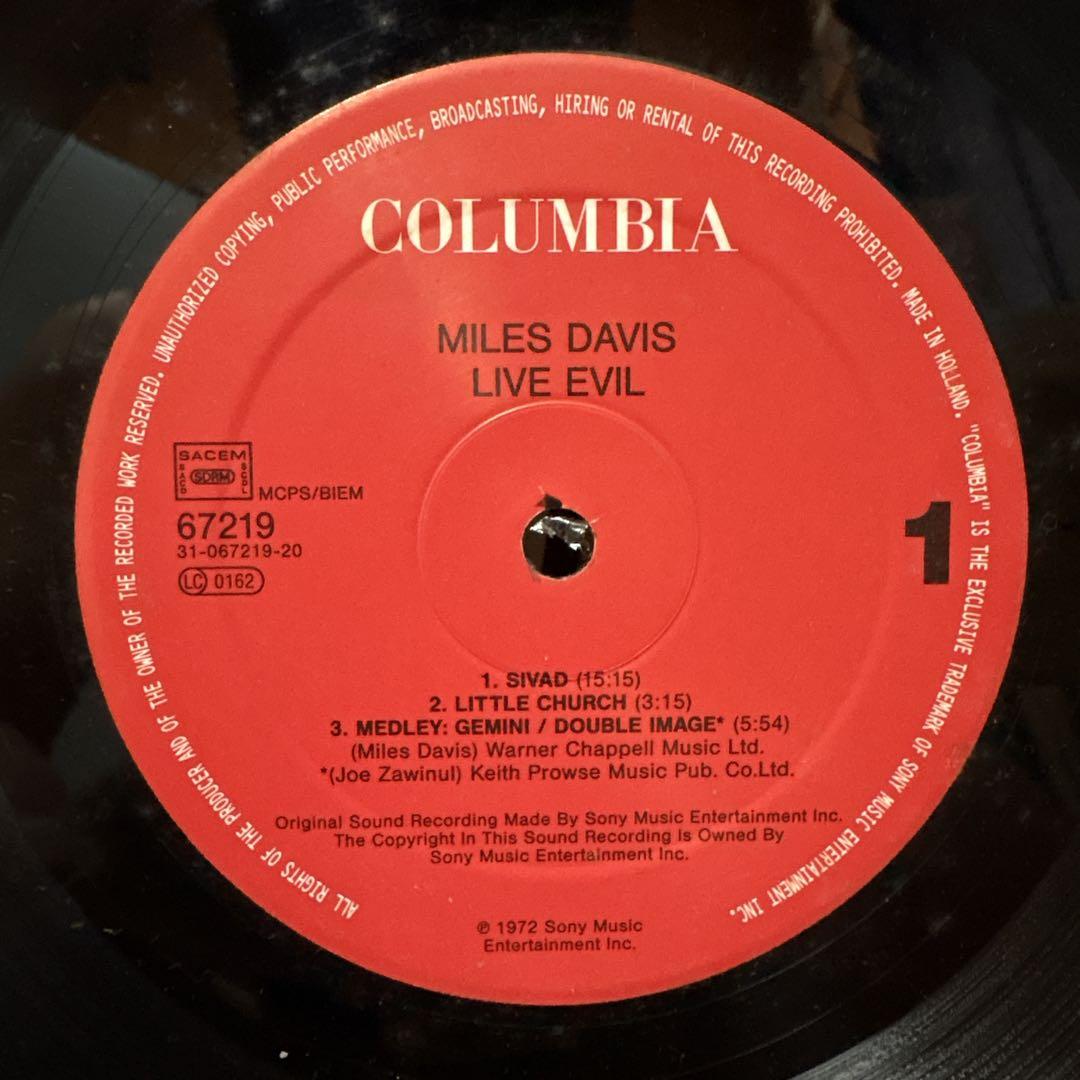 ALL RIGHTS OF THE PRODUCER AND OF THE OWNER OF THE RECORDED WORK RESERVED. UNAUTHORIZED COPYING, PUBLIC PERFORMANCE, BROADCASTING, HIRING OR RENTAL OF THIS RECORDING PROHIBITED. MADE IN HOLLAND. "COLUMBIA" IS THE EXCLUSIVE TRADEMARK OF SONY MUSIC ENTERTAINMENT INC.
COLUMBIA
MILES DAVIS
LIVE EVIL
SACEM
SACD
SDRM
SCDL
MCPS/BIEM
67219
31-067219-20
LC 0162
1
1. SIVAD (15:15)
2. LITTLE CHURCH (3:15)
3. MEDLEY: GEMINI / DOUBLE IMAGE* (5:54)
(Miles Davis) Warner Chappell Music Ltd.
*(Joe Zawinul) Keith Prowse Music Pub. Co.Ltd.
Original Sound Recording Made By Sony Music Entertainment Inc.
The Copyright In This Sound Recording Is Owned By
Sony Music Entertainment Inc.
℗ 1972 Sony Music
Entertainment Inc.